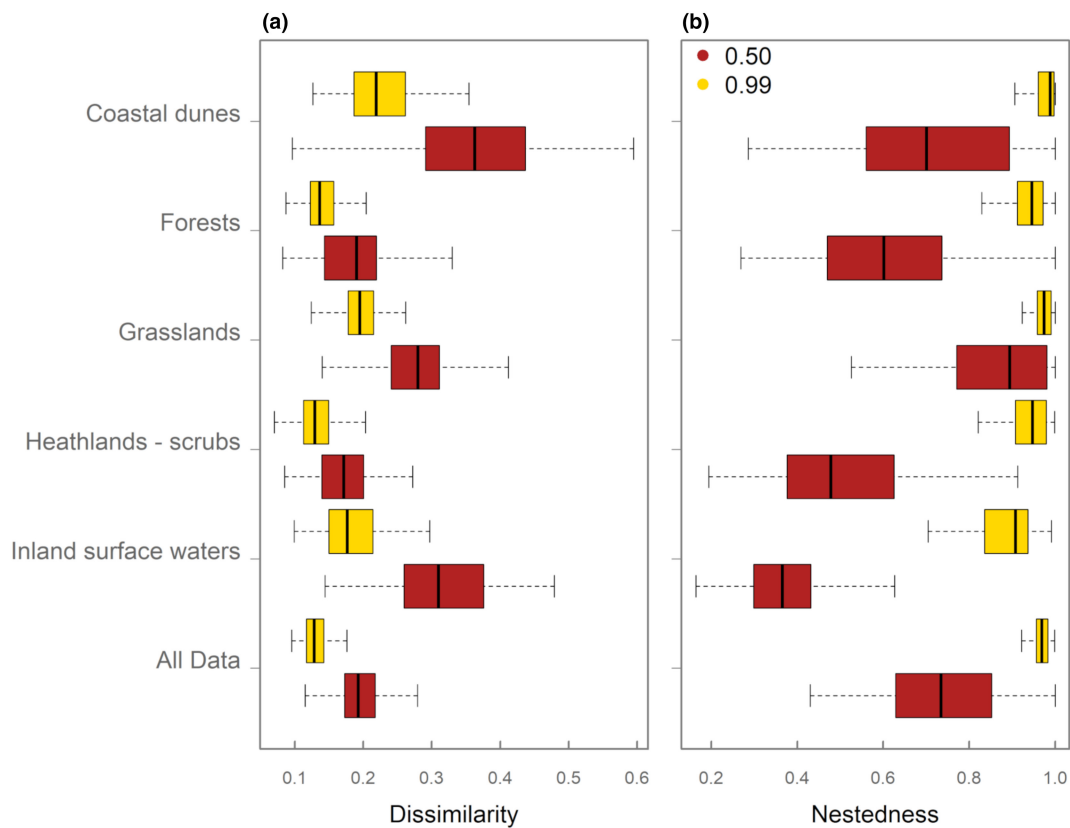 (a) (b)
0.50
0.99
Coastal dunes
Forests
Grasslands
Heathlands - scrubs
Inland surface waters
All Data
0.1 0.2 0.3 0.4 0.5 0.6
0.2 0.4 0.6 0.8 1.0
Dissimilarity
Nestedness